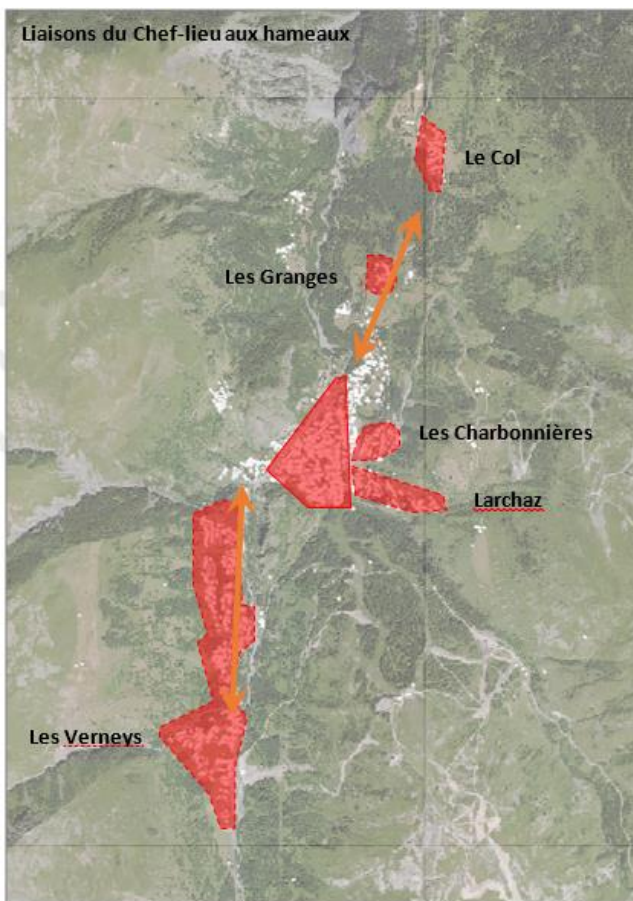 Liaisons du Chef-lieu aux hameaux
Le Col
Les Granges
Les Charbonnières
Larchaz
Les Verneys